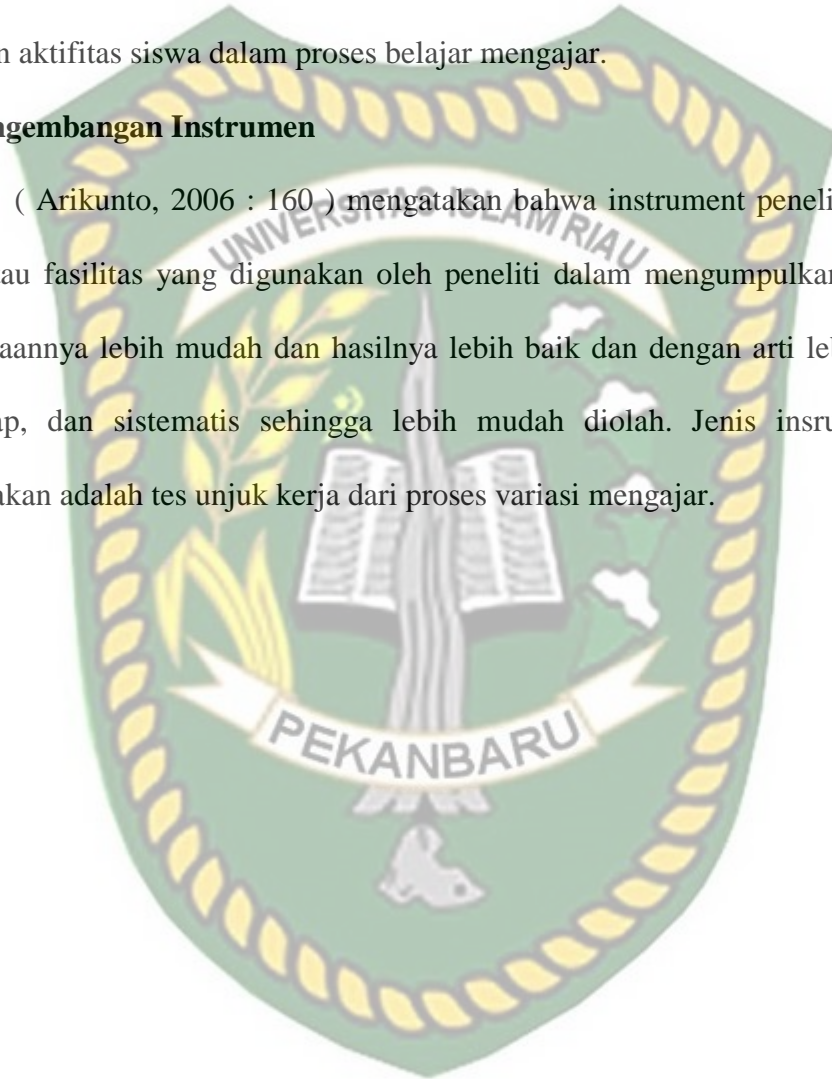 n aktifitas siswa dalam proses belajar mengajar.
ngembangan Instrumen
( Arikunto, 2006 : 160 ) mengatakan bahwa instrument peneli
UNIVERSITAS ISLAM RIAU
au fasilitas yang digunakan oleh peneliti dalam mengumpulkan
aannya lebih mudah dan hasilnya lebih baik dan dengan arti leb
ap, dan sistematis sehingga lebih mudah diolah. Jenis insru
akan adalah tes unjuk kerja dari proses variasi mengajar.
PEKANBARU